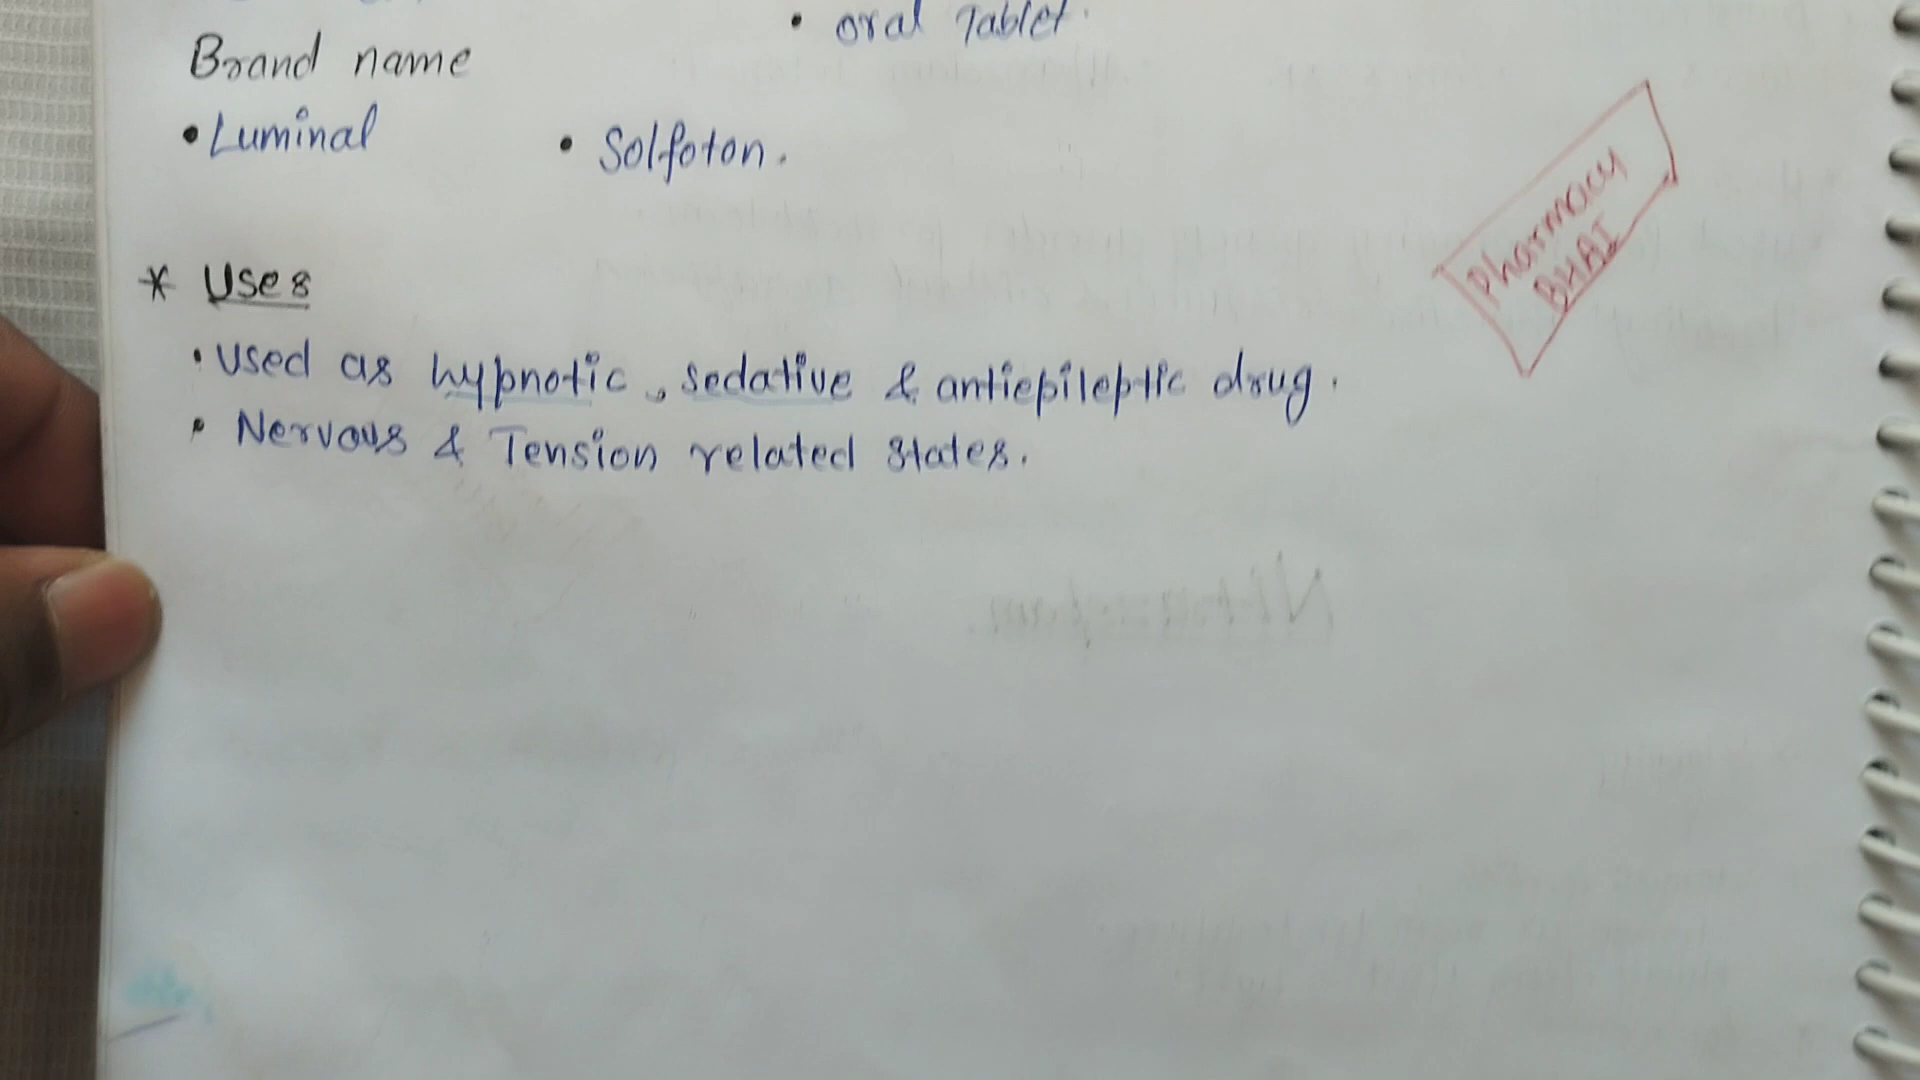 • oral Tablet.
Brand name
• Luminal • Solfoton.
Pharmacy
BHAI
* Uses
• Used as hypnotic, sedative & antiepileptic drug.
• Nervous & Tension related states.